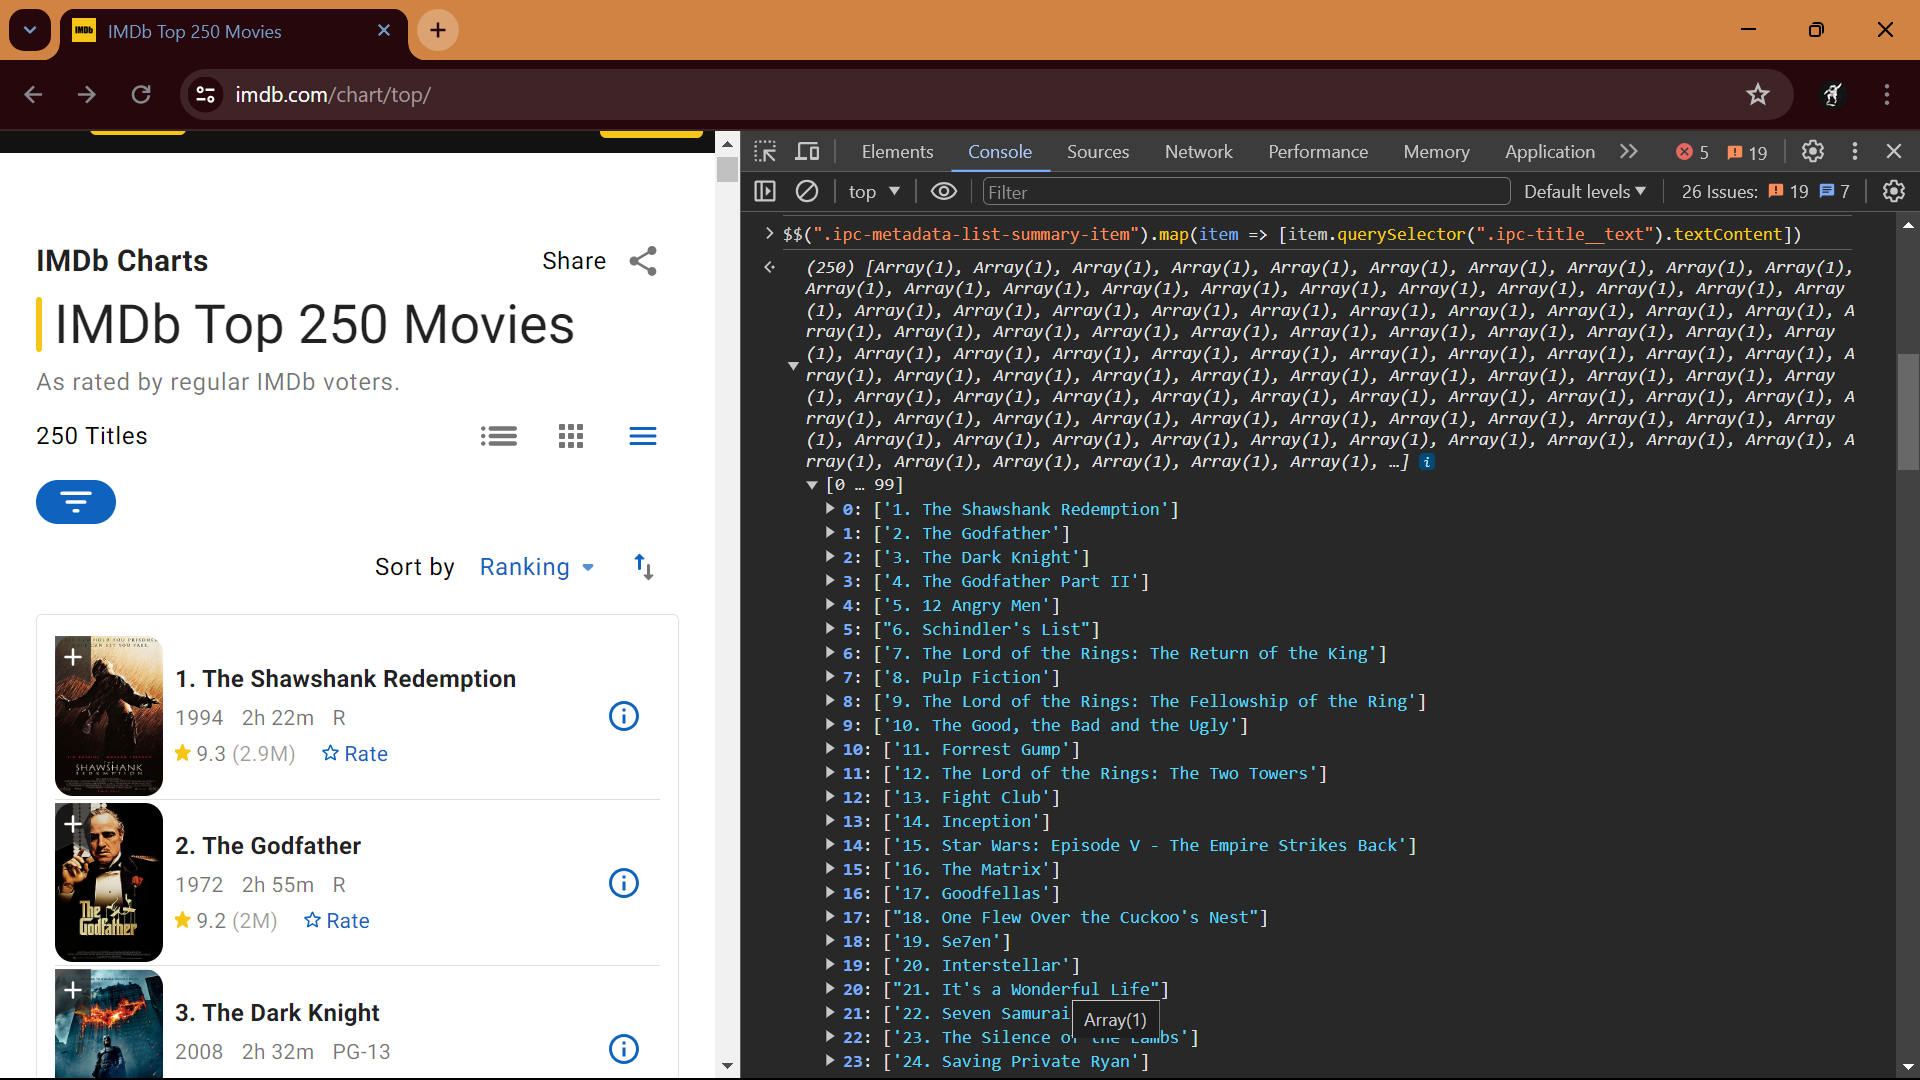 IMDb IMDb Top 250 Movies
imdb.com/chart/top/
IMDb Charts
Share
IMDb Top 250 Movies
As rated by regular IMDb voters.
250 Titles
Sort by Ranking
1. The Shawshank Redemption
1994 2h 22m R
9.3 (2.9M) Rate
SHAWSHANK
REDEMPTION
2. The Godfather
1972 2h 55m R
9.2 (2M) Rate
The
Godfather
3. The Dark Knight
2008 2h 32m PG-13
Elements Console Sources Network Performance Memory Application 5 19
top Filter Default levels 26 Issues: 19 7
$$(".ipc-metadata-list-summary-item").map(item => [item.querySelector(".ipc-title__text").textContent])
(250) [Array(1), Array(1), Array(1), Array(1), Array(1), Array(1), Array(1), Array(1), Array(1), Array(1),
Array(1), Array(1), Array(1), Array(1), Array(1), Array(1), Array(1), Array(1), Array(1), Array(1), Array
(1), Array(1), Array(1), Array(1), Array(1), Array(1), Array(1), Array(1), Array(1), Array(1), Array(1), A
rray(1), Array(1), Array(1), Array(1), Array(1), Array(1), Array(1), Array(1), Array(1), Array(1), Array
(1), Array(1), Array(1), Array(1), Array(1), Array(1), Array(1), Array(1), Array(1), Array(1), Array(1), A
rray(1), Array(1), Array(1), Array(1), Array(1), Array(1), Array(1), Array(1), Array(1), Array(1), Array
(1), Array(1), Array(1), Array(1), Array(1), Array(1), Array(1), Array(1), Array(1), Array(1), Array(1), A
rray(1), Array(1), Array(1), Array(1), Array(1), Array(1), Array(1), Array(1), Array(1), Array(1), Array
(1), Array(1), Array(1), Array(1), Array(1), Array(1), Array(1), Array(1), Array(1), Array(1), Array(1), A
rray(1), Array(1), Array(1), Array(1), Array(1), Array(1), …] i
[0 … 99]
0: ['1. The Shawshank Redemption']
1: ['2. The Godfather']
2: ['3. The Dark Knight']
3: ['4. The Godfather Part II']
4: ['5. 12 Angry Men']
5: ["6. Schindler's List"]
6: ['7. The Lord of the Rings: The Return of the King']
7: ['8. Pulp Fiction']
8: ['9. The Lord of the Rings: The Fellowship of the Ring']
9: ['10. The Good, the Bad and the Ugly']
10: ['11. Forrest Gump']
11: ['12. The Lord of the Rings: The Two Towers']
12: ['13. Fight Club']
13: ['14. Inception']
14: ['15. Star Wars: Episode V - The Empire Strikes Back']
15: ['16. The Matrix']
16: ['17. Goodfellas']
17: ["18. One Flew Over the Cuckoo's Nest"]
18: ['19. Se7en']
19: ['20. Interstellar']
20: ["21. It's a Wonderful Life"]
21: ['22. Seven Samurai
Array(1)
22: ['23. The Silence of the Lambs']
23: ['24. Saving Private Ryan']